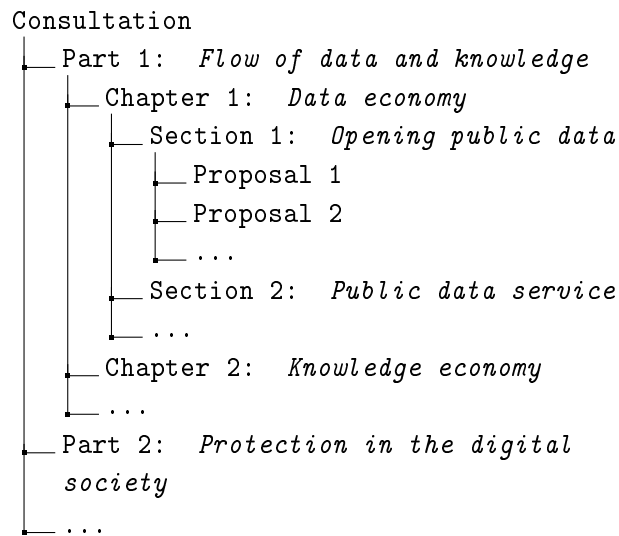 Consultation
Part 1: Flow of data and knowledge
Chapter 1: Data economy
Section 1: Opening public data
Proposal 1
Proposal 2
...
Section 2: Public data service
...
Chapter 2: Knowledge economy
...
Part 2: Protection in the digital
society
...